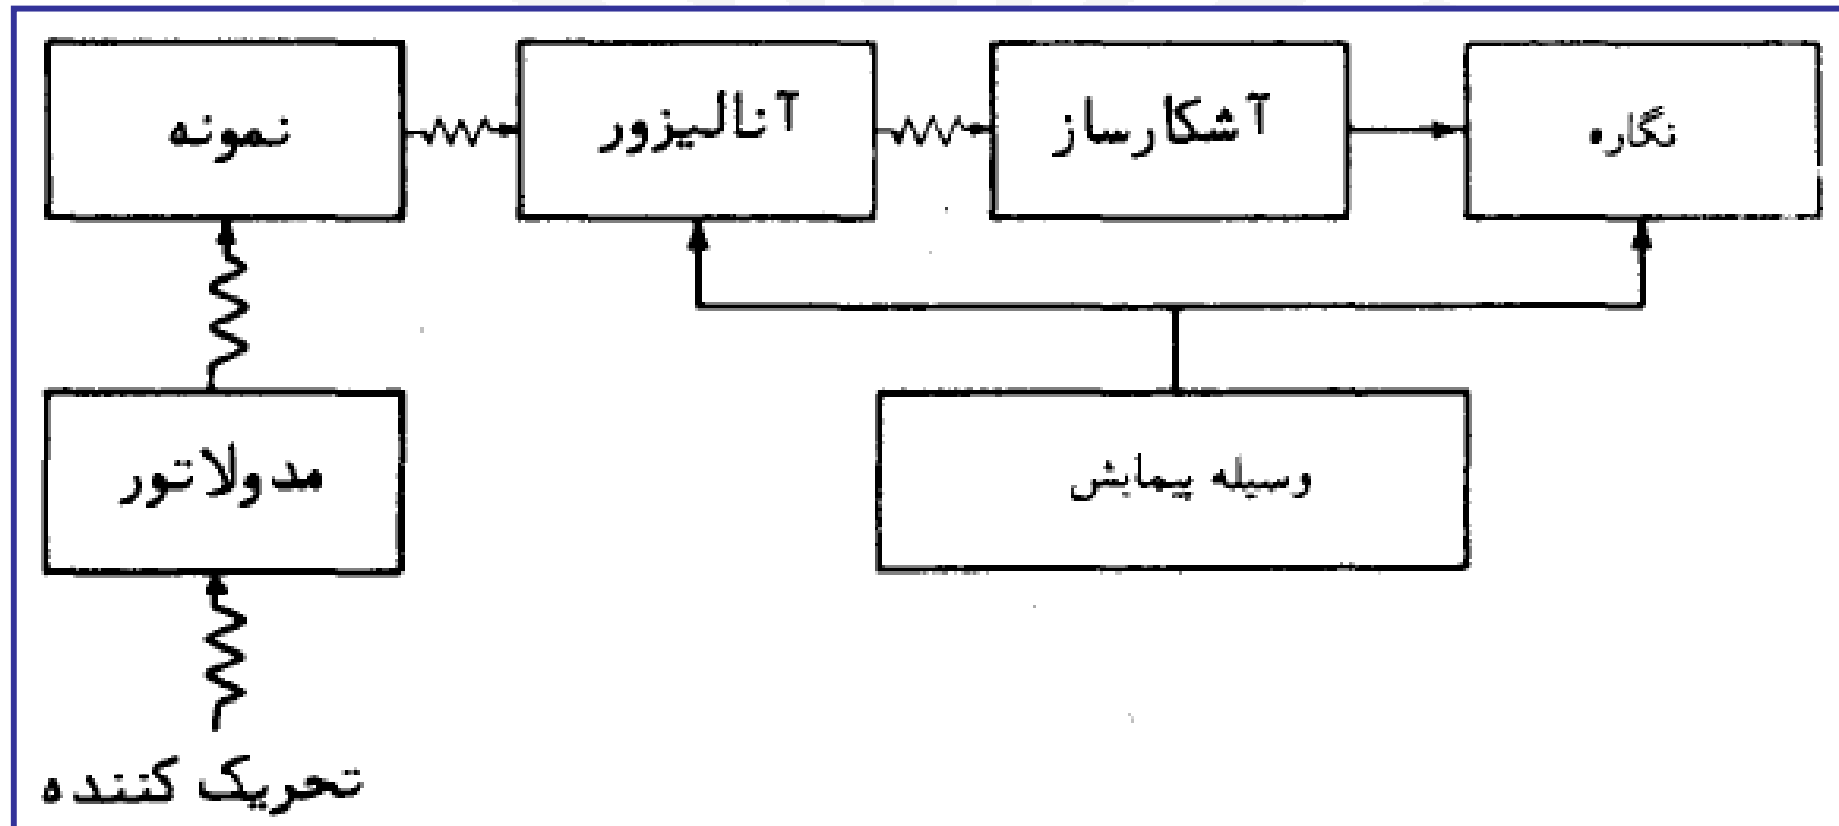 نمونه
آنالیزور
آشکارساز
نگاره
مدولاتور
وسیله پیمایش
تحریک کننده